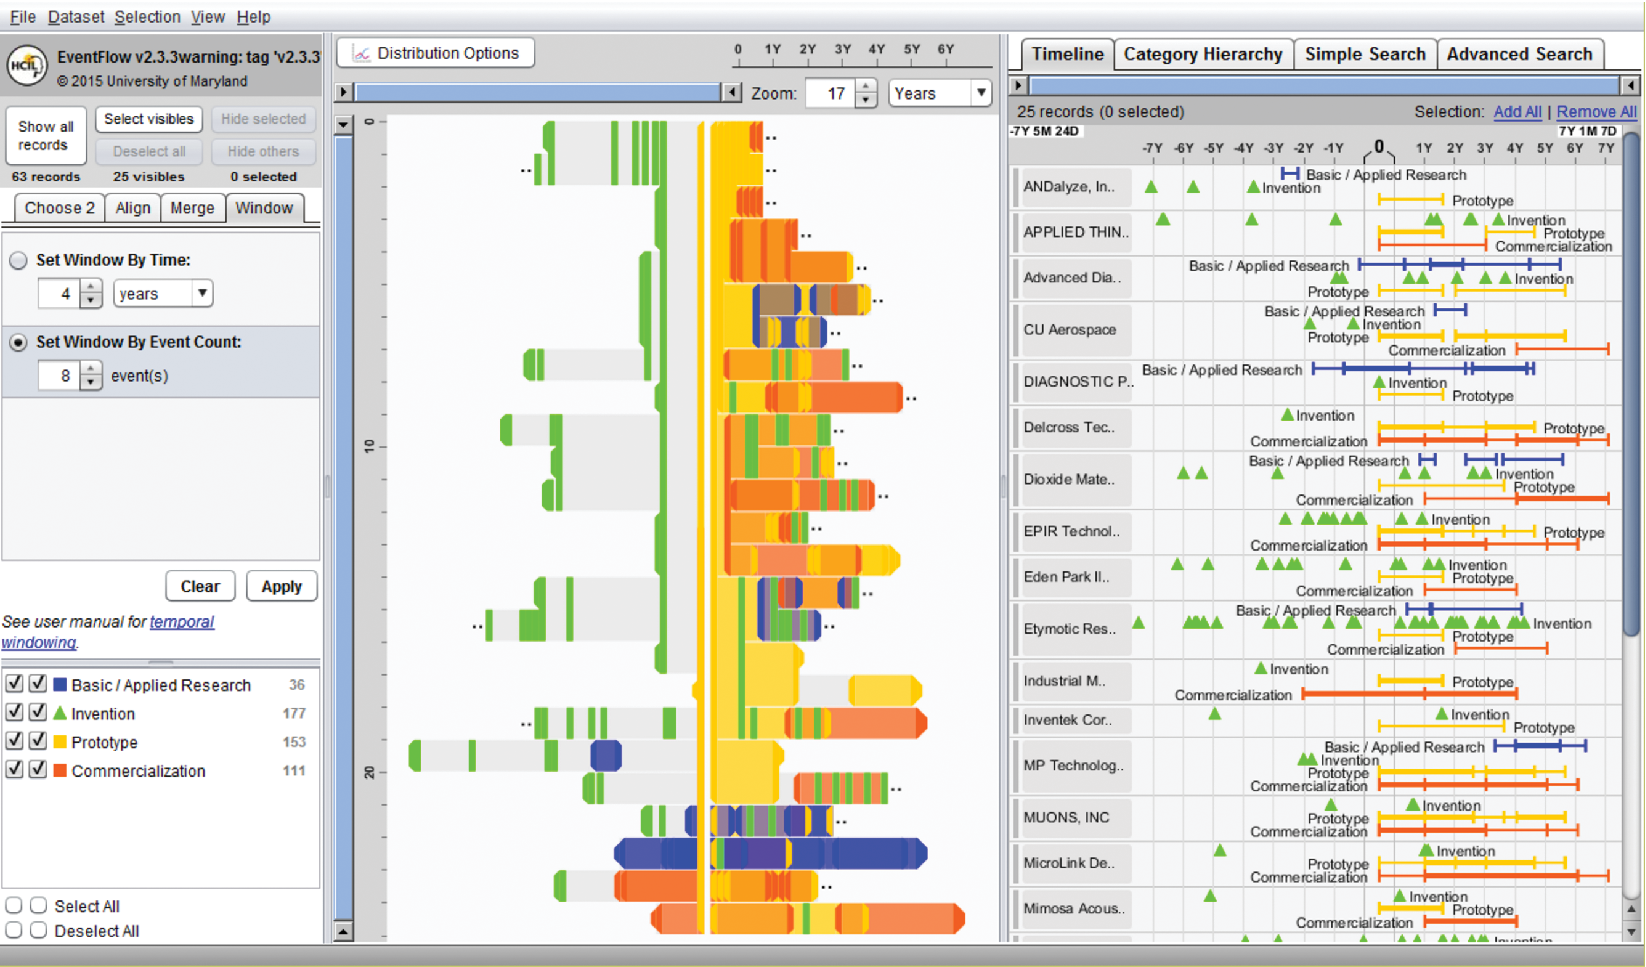 File Dataset Selection View Help
HCIL
EventFlow v2.3.3warning: tag 'v2.3.3'
© 2015 University of Maryland
Show all records
Select visibles
Hide selected
Deselect all
Hide others
63 records
25 visibles
0 selected
Choose 2
Align
Merge
Window
Set Window By Time:
4
years
Set Window By Event Count:
8
event(s)
Clear
Apply
See user manual for temporal
windowing.
Basic / Applied Research 36
Invention 177
Prototype 153
Commercialization 111
Select All
Deselect All
Distribution Options
0 1Y 2Y 3Y 4Y 5Y 6Y
Zoom: 17 Years
0
10
20
Timeline
Category Hierarchy
Simple Search
Advanced Search
25 records (0 selected)
Selection: Add All | Remove All
-7Y 5M 24D
7Y 1M 7D
-7Y -6Y -5Y -4Y -3Y -2Y -1Y 0 1Y 2Y 3Y 4Y 5Y 6Y 7Y
ANDalyze, In..
Basic / Applied Research
Invention
Prototype
APPLIED THIN..
Invention
Prototype
Commercialization
Advanced Dia..
Basic / Applied Research
Invention
Prototype
CU Aerospace
Basic / Applied Research
Invention
Prototype
Commercialization
DIAGNOSTIC P..
Basic / Applied Research
Invention
Prototype
Delcross Tec..
Invention
Prototype
Commercialization
Dioxide Mate..
Basic / Applied Research
Invention
Prototype
Commercialization
EPIR Technol..
Invention
Prototype
Commercialization
Eden Park Il..
Invention
Prototype
Commercialization
Etymotic Res..
Basic / Applied Research
Invention
Prototype
Commercialization
Industrial M..
Invention
Prototype
Commercialization
Inventek Cor..
Invention
Prototype
MP Technolog..
Basic / Applied Research
Invention
Prototype
Commercialization
MUONS, INC
Invention
Prototype
Commercialization
MicroLink De..
Invention
Prototype
Commercialization
Mimosa Acous..
Invention
Prototype
Commercialization
Invention